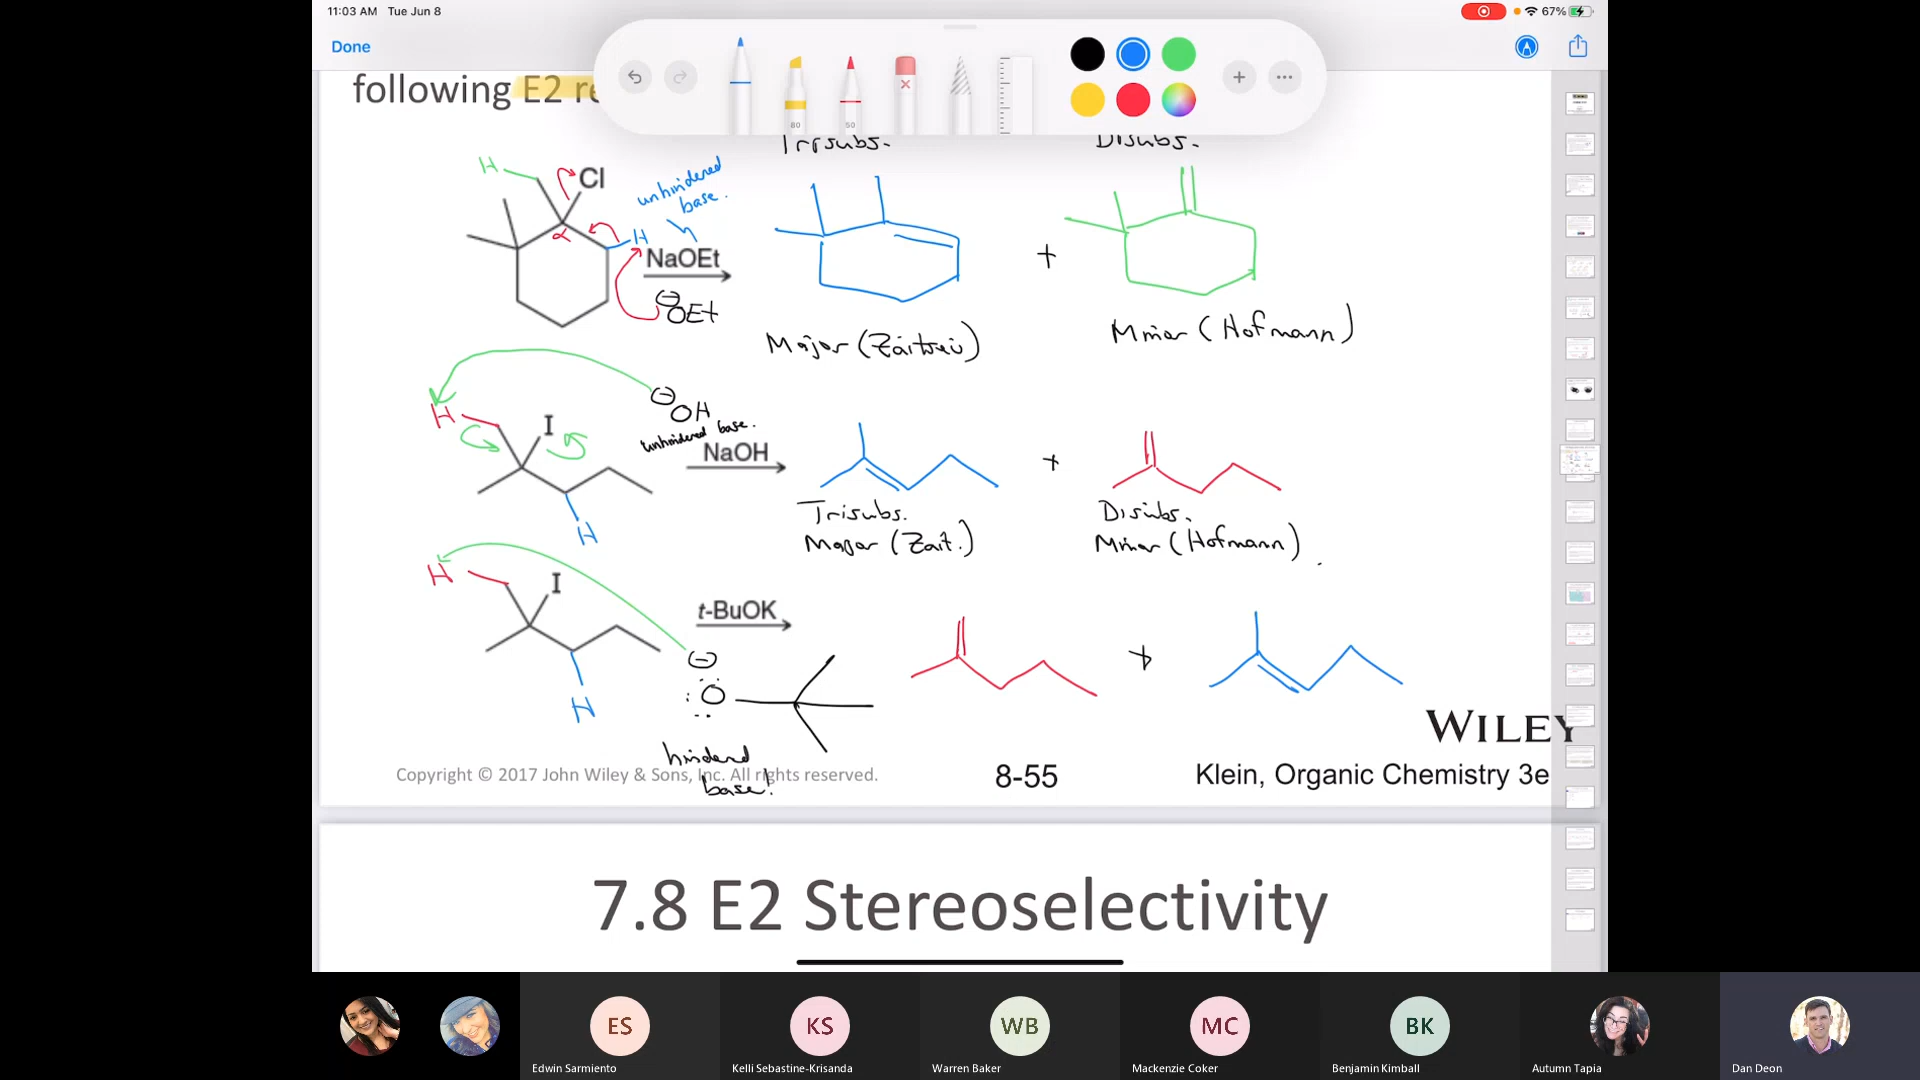 11:03 AM Tue Jun 8
67%
Done
following E2 re
80
50
Trisubs.
Disubs.
H
Cl
unhindered
base.
α
H
NaOEt
⊖OEt
+
Major (Zaitsev)
Minor (Hofmann)
⊖OH
H
I
unhindered base.
NaOH
+
H
Trisubs.
Major (Zait.)
Disubs.
Minor (Hofmann)
H
I
t-BuOK
+
⊖
:O
H
hindered
base!
WILEY
Copyright © 2017 John Wiley & Sons, Inc. All rights reserved.
8-55
Klein, Organic Chemistry 3e
7.8 E2 Stereoselectivity
ES
KS
WB
MC
BK
Edwin Sarmiento
Kelli Sebastine-Krisanda
Warren Baker
Mackenzie Coker
Benjamin Kimball
Autumn Tapia
Dan Deon